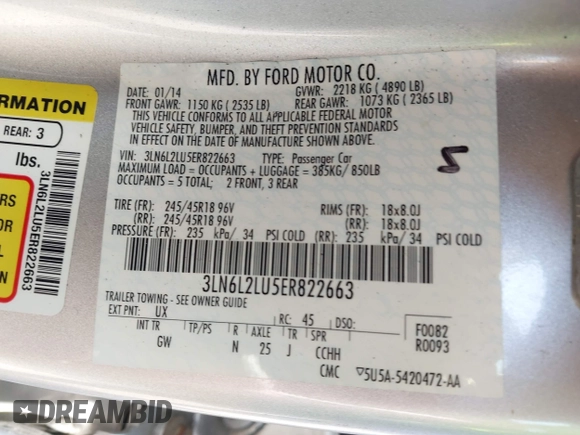 MFD. BY FORD MOTOR CO.
DATE: 01/14 GVWR: 2218 KG ( 4890 LB)
FRONT GAWR: 1150 KG ( 2535 LB) REAR GAWR: 1073 KG ( 2365 LB)
THIS VEHICLE CONFORMS TO ALL APPLICABLE FEDERAL MOTOR
VEHICLE SAFETY, BUMPER, AND THEFT PREVENTION STANDARDS IN
EFFECT ON THE DATE OF MANUFACTURE SHOWN ABOVE.
VIN: 3LN6L2LU5ER822663 TYPE: Passenger Car
MAXIMUM LOAD = OCCUPANTS + LUGGAGE = 385KG/ 850LB
OCCUPANTS = 5 TOTAL; 2 FRONT, 3 REAR
TIRE (FR): 245/45R18 96V RIMS (FR): 18x8.0J
(RR): 245/45R18 96V (RR): 18x8.0J
PRESSURE (FR): 235 kPa/ 34 PSI COLD (RR): 235 kPa/ 34 PSI COLD
3LN6L2LU5ER822663
TRAILER TOWING - SEE OWNER GUIDE
EXT PNT: UX RC: 45 DSO: F0082
INT TR TP/PS R AXLE TR SPR R0093
GW N 25 J CCHH
CMC ▽5U5A-5420472-AA
ORMATION
REAR: 3
lbs.
ERS
OR
AL
3LN6L2LU5ER822663
DREAMBID